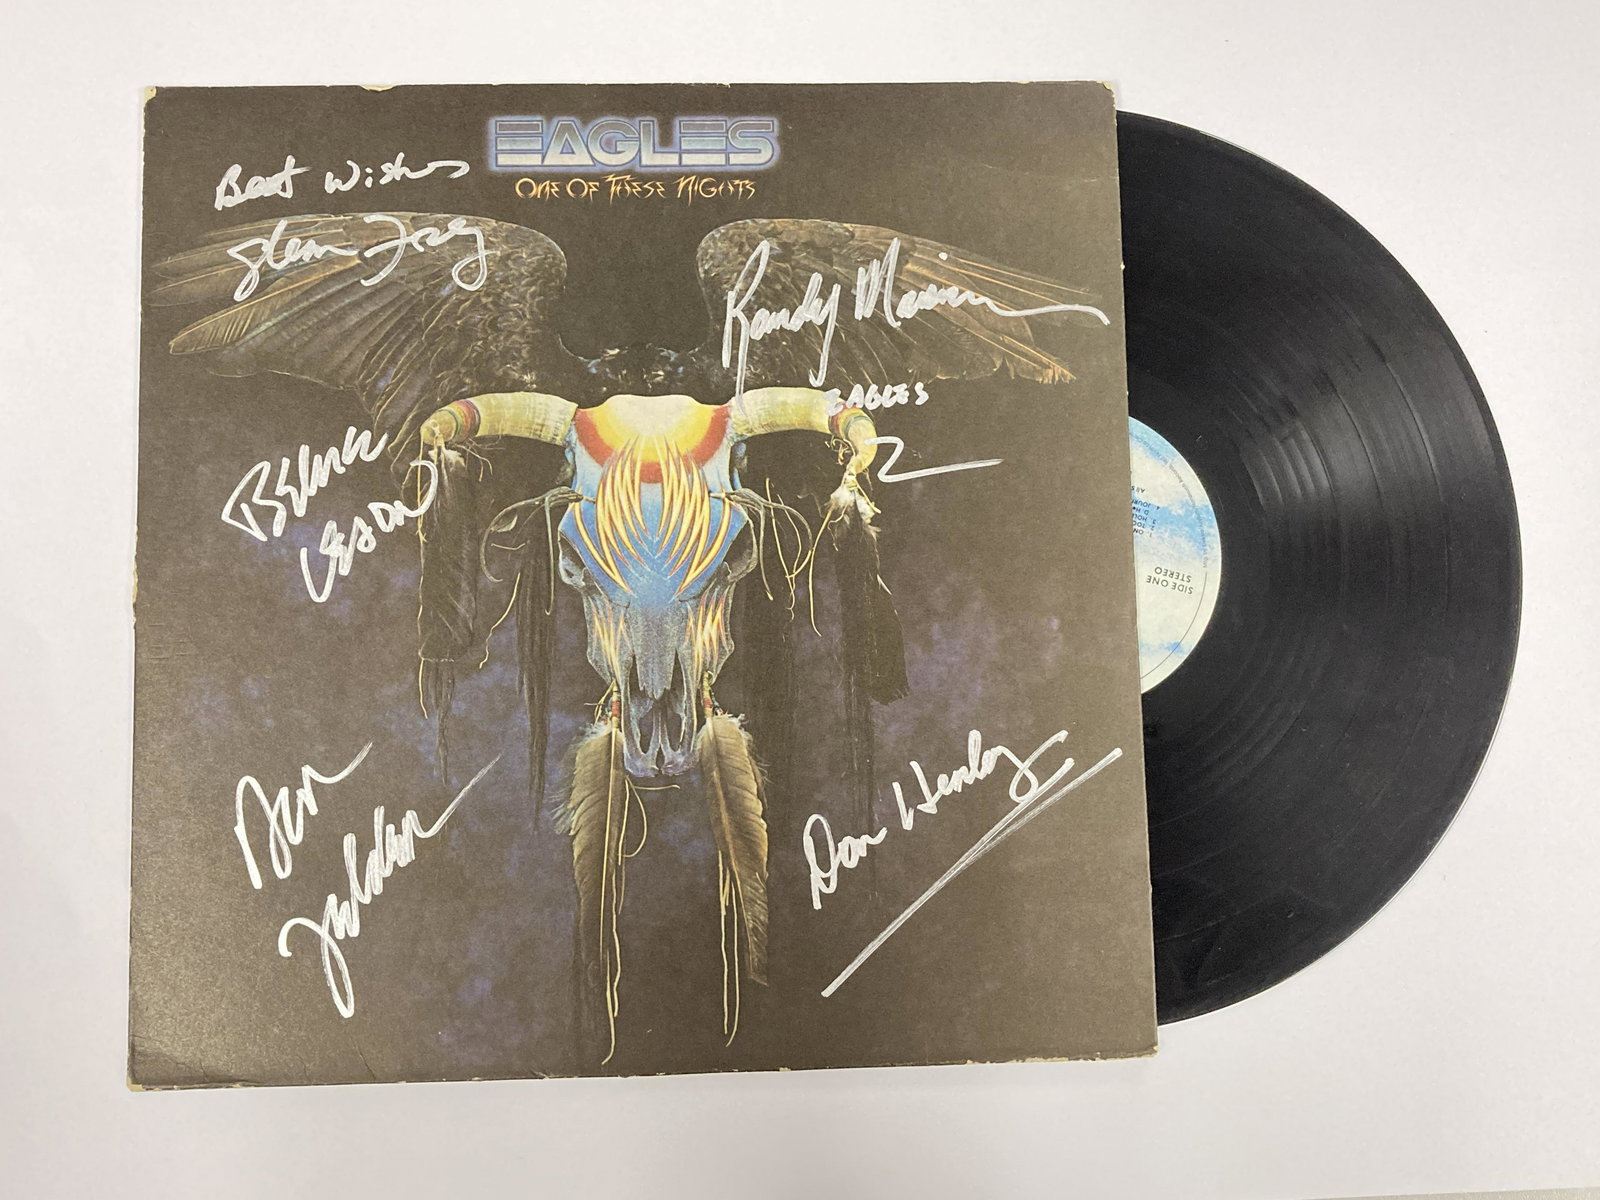 EAGLES
ONE OF THESE NIGHTS
Best Wishes
Glenn Frey
Randy Meisner
EAGLES
BERNIE
LEADON
Don
Felder
Don Henley
SIDE ONE
STEREO